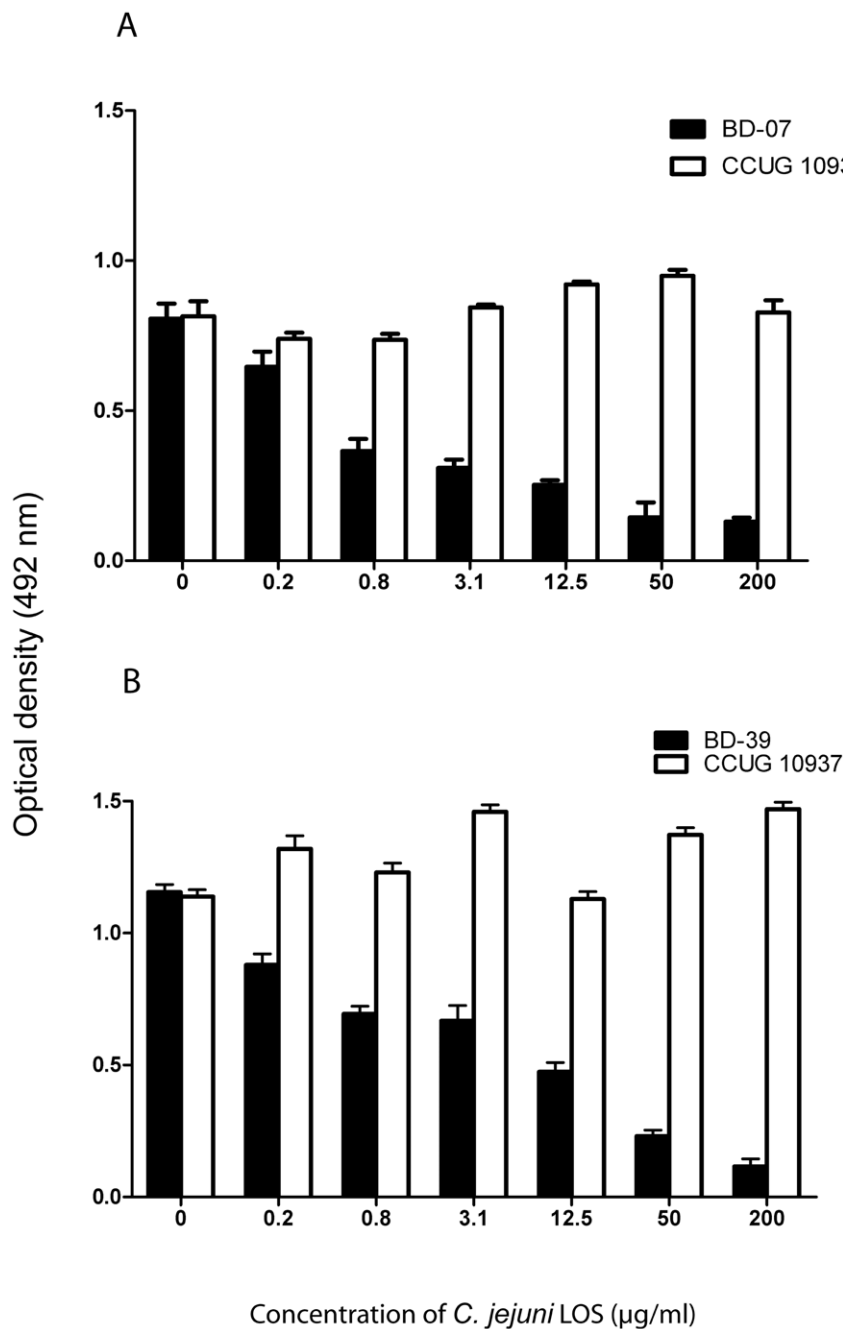 A
1.5
BD-07
CCUG 1093
1.0
0.5
0.0
0 0.2 0.8 3.1 12.5 50 200
Optical density (492 nm)
B
BD-39
CCUG 10937
1.5
1.0
0.5
0.0
0 0.2 0.8 3.1 12.5 50 200
Concentration of C. jejuni LOS (µg/ml)